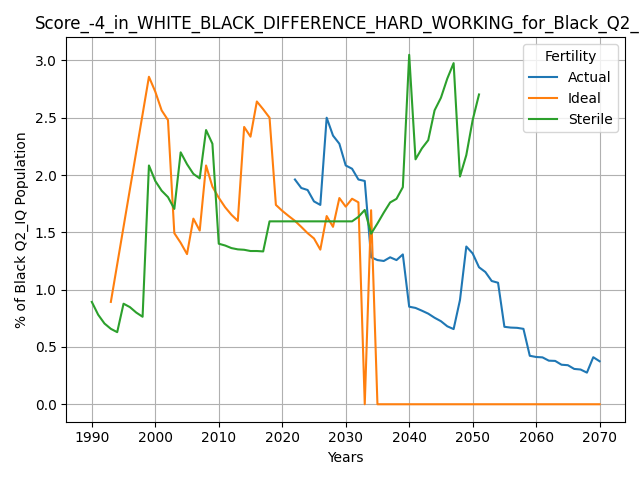 Score_-4_in_WHITE_BLACK_DIFFERENCE_HARD_WORKING_for_Black_Q2_
% of Black Q2_IQ Population
3.0
2.5
2.0
1.5
1.0
0.5
0.0
Fertility
Actual
Ideal
Sterile
1990 2000 2010 2020 2030 2040 2050 2060 2070
Years